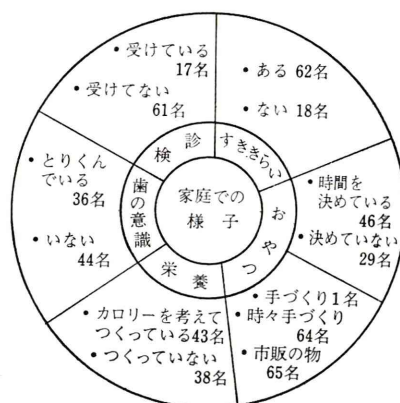 ・受けている
17名
・受けてない
61名
・ある 62名
・ない 18名
検診
すききらい
・とりくん
でいる
36名
・いない
44名
歯の意識
家庭での
様子
おやつ
・時間を
決めている
46名
・決めていない
29名
栄養
・カロリーを考えて
つくっている43名
・つくっていない
38名
・手づくり1名
・時々手づくり
64名
・市販の物
65名